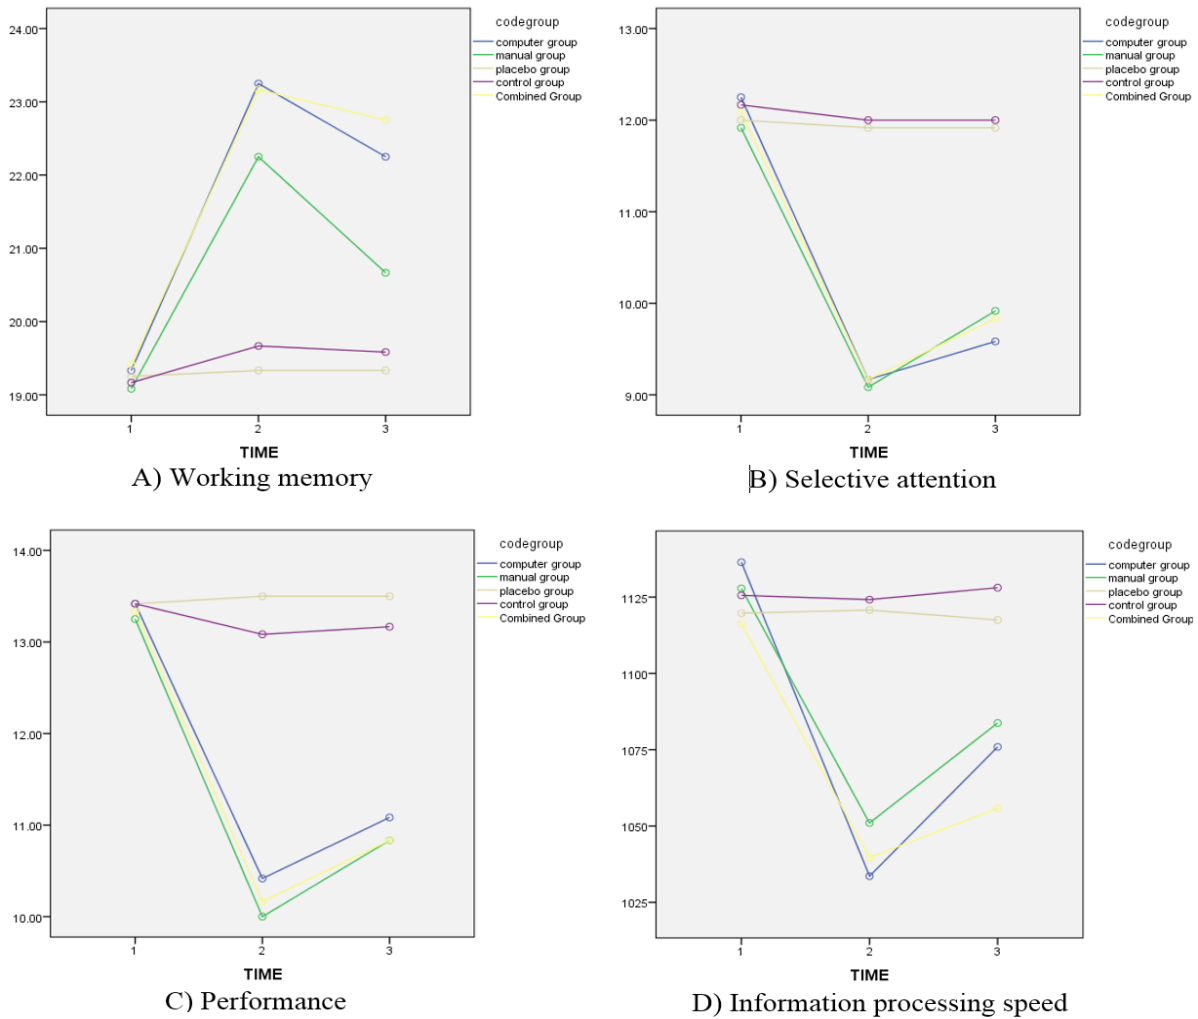 codegroup
computer group
manual group
placebo group
control group
Combined Group
24.00
23.00
22.00
21.00
20.00
19.00
1 2 3
TIME
A) Working memory
codegroup
computer group
manual group
placebo group
control group
Combined Group
13.00
12.00
11.00
10.00
9.00
1 2 3
TIME
B) Selective attention
codegroup
computer group
manual group
placebo group
control group
Combined Group
14.00
13.00
12.00
11.00
10.00
1 2 3
TIME
C) Performance
codegroup
computer group
manual group
placebo group
control group
Combined Group
1125
1100
1075
1050
1025
1 2 3
TIME
D) Information processing speed